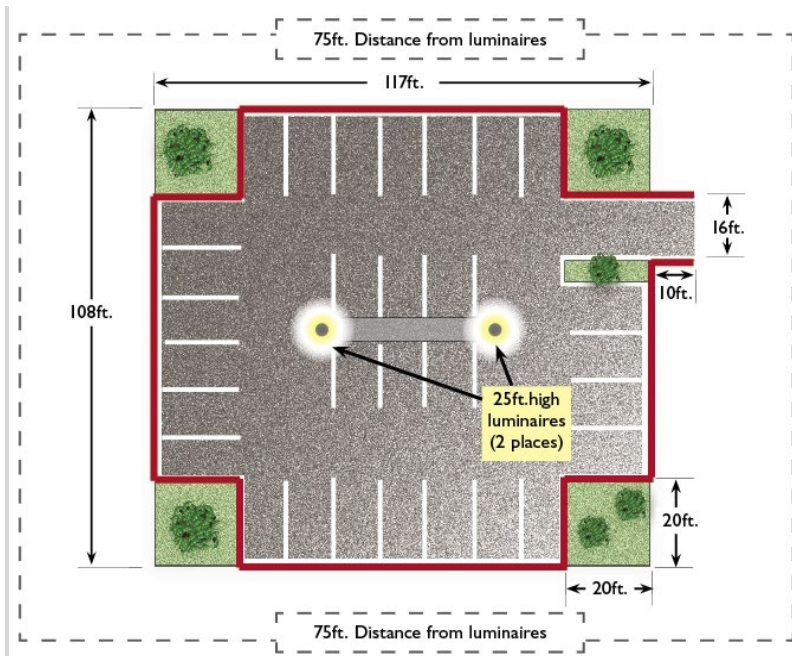 75ft. Distance from luminaires
117ft.
16ft.
10ft.
108ft.
25ft.high
luminaires
(2 places)
20ft.
20ft.
75ft. Distance from luminaires